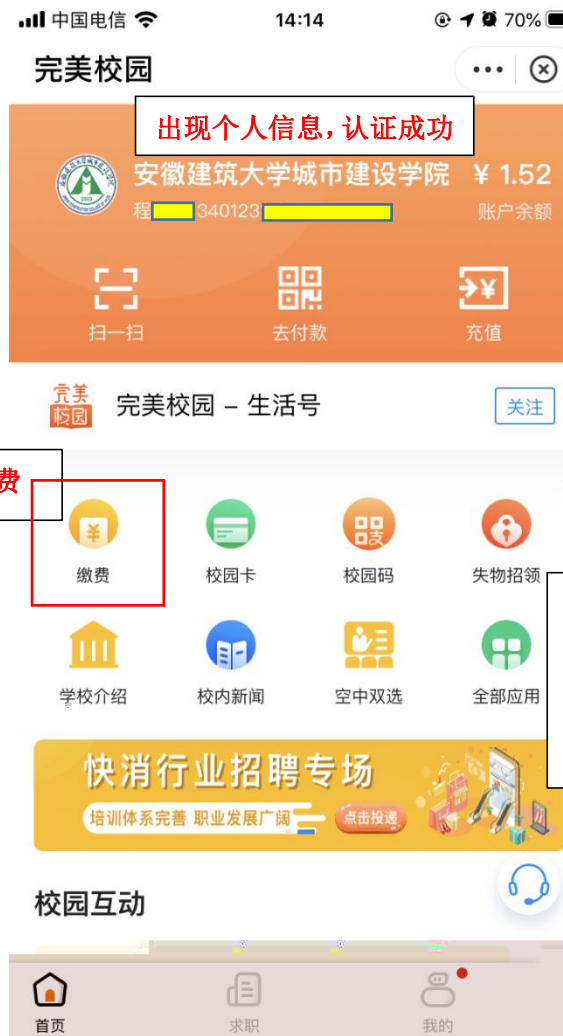 中国电信 14:14 70%
完美校园
出现个人信息，认证成功
安徽建筑大学城市建设学院 ¥ 1.52
程 340123 账户余额
扫一扫 去付款 充值
完美校园
完美校园 – 生活号 关注
费
缴费 校园卡 校园码 失物招领
学校介绍 校内新闻 空中双选 全部应用
快消行业招聘专场
培训体系完善 职业发展广阔 点击投递
校园互动
首页 求职 我的